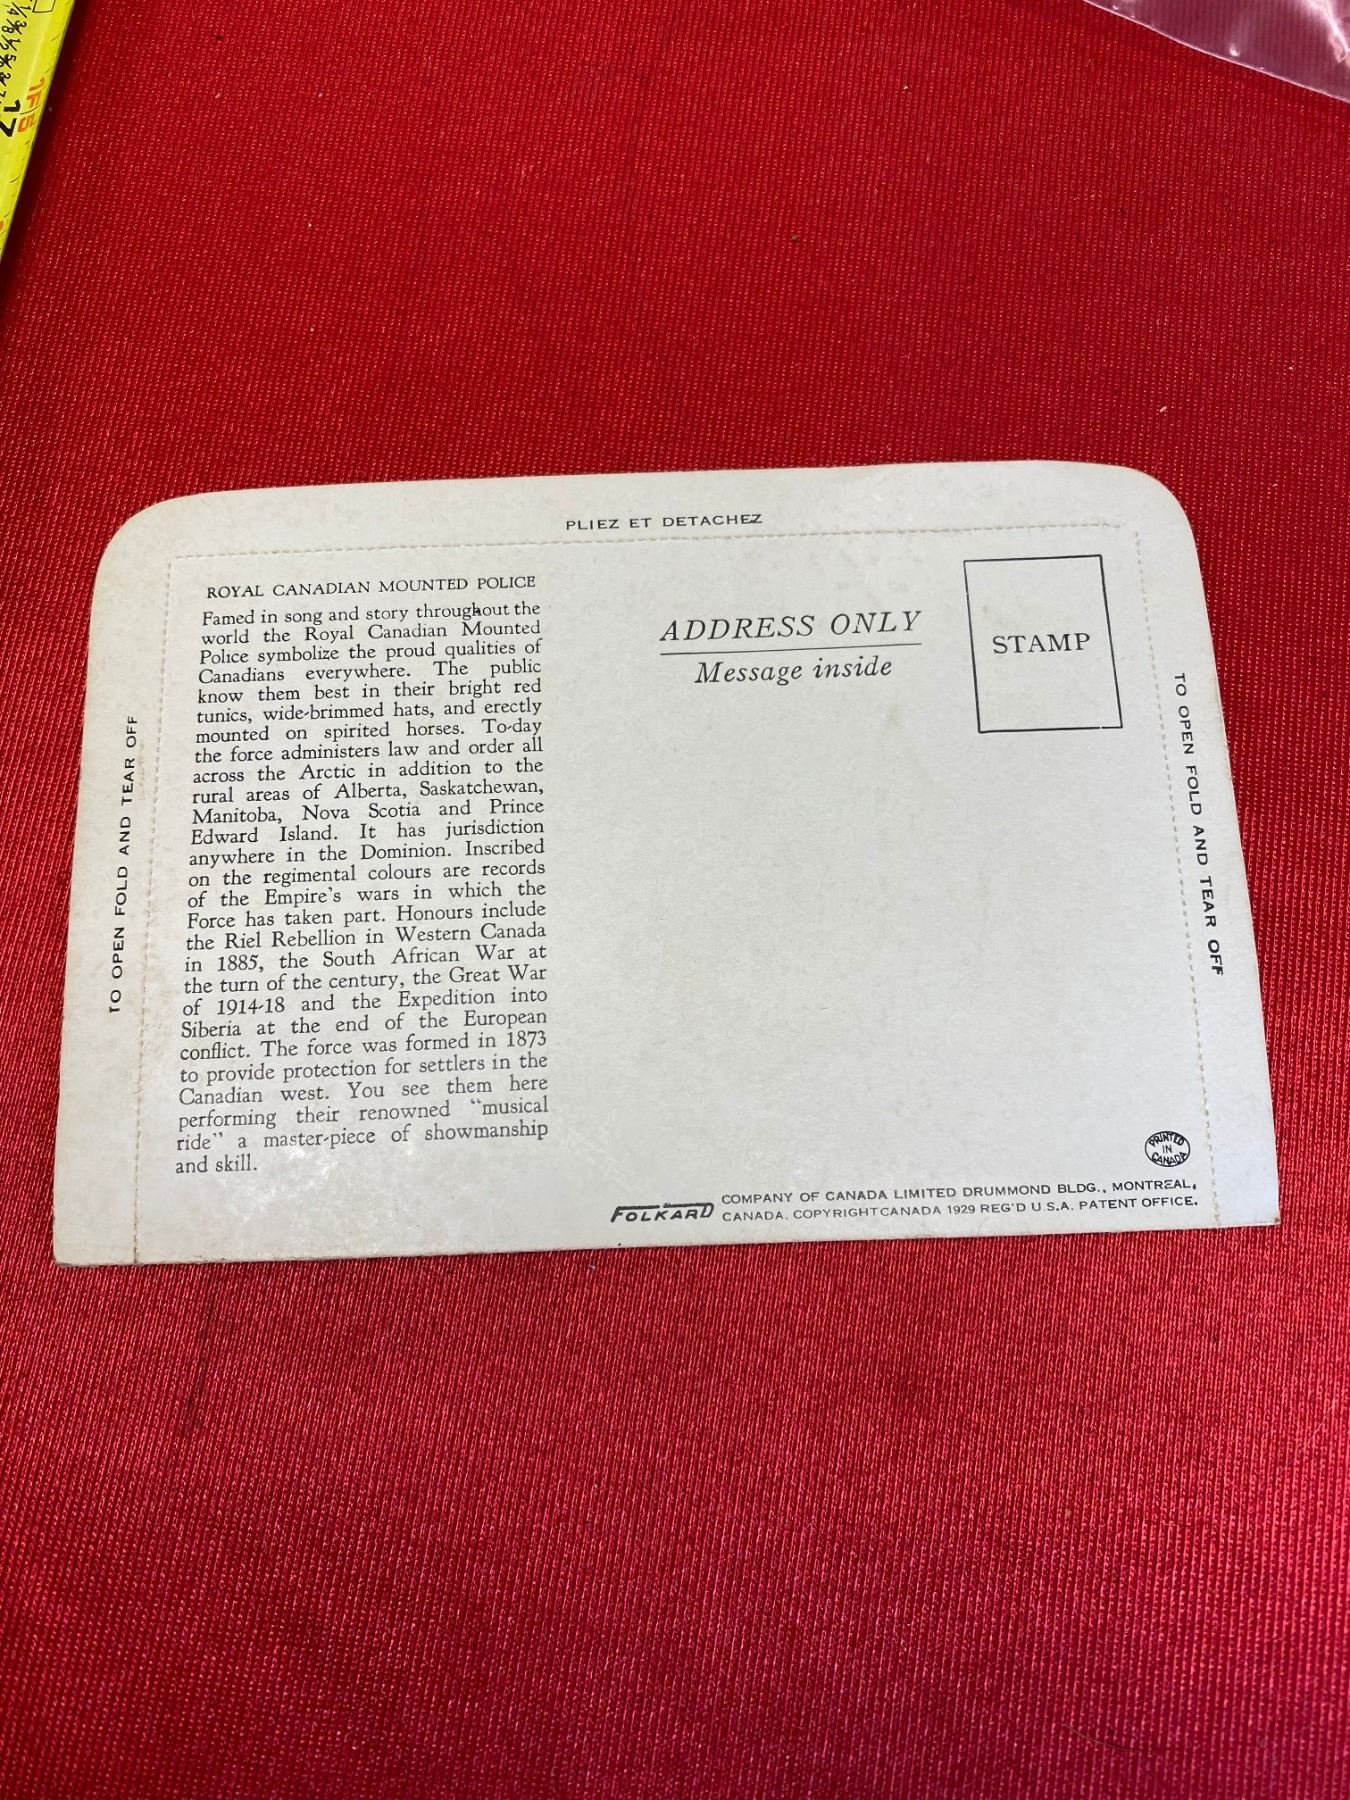 17
PLIEZ ET DETACHEZ
TO OPEN FOLD AND TEAR OFF
ROYAL CANADIAN MOUNTED POLICE
Famed in song and story throughout the
world the Royal Canadian Mounted
Police symbolize the proud qualities of
Canadians everywhere. The public
know them best in their bright red
tunics, wide-brimmed hats, and erectly
mounted on spirited horses. To-day
the force administers law and order all
across the Arctic in addition to the
rural areas of Alberta, Saskatchewan,
Manitoba, Nova Scotia and Prince
Edward Island. It has jurisdiction
anywhere in the Dominion. Inscribed
on the regimental colours are records
of the Empire's wars in which the
Force has taken part. Honours include
the Riel Rebellion in Western Canada
in 1885, the South African War at
the turn of the century, the Great War
of 1914-18 and the Expedition into
Siberia at the end of the European
conflict. The force was formed in 1873
to provide protection for settlers in the
Canadian west. You see them here
performing their renowned "musical
ride" a master-piece of showmanship
and skill.
ADDRESS ONLY
Message inside
STAMP
TO OPEN FOLD AND TEAR OFF
PRINTED
IN
CANADA
FOLKARD COMPANY OF CANADA LIMITED DRUMMOND BLDG., MONTREAL,
CANADA. COPYRIGHT CANADA 1929 REG'D U.S.A. PATENT OFFICE.